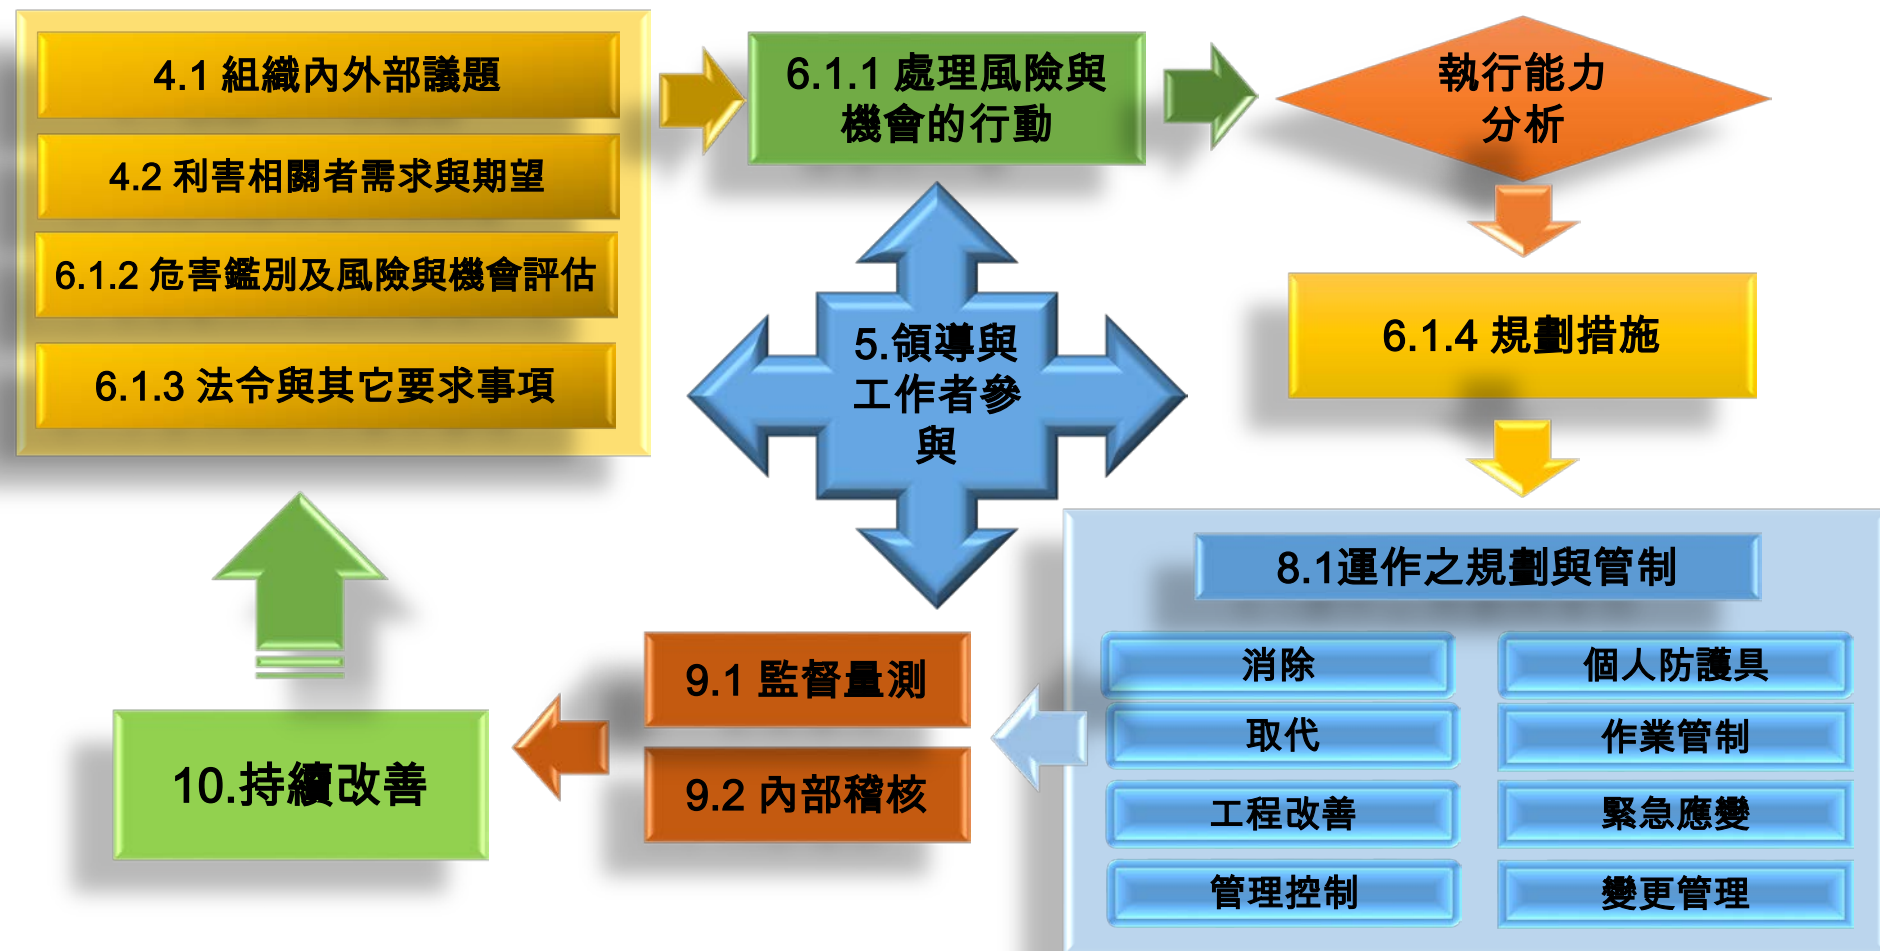 4.1 組織內外部議題
4.2 利害相關者需求與期望
6.1.2 危害鑑別及風險與機會評估
6.1.3 法令與其它要求事項
6.1.1 處理風險與
機會的行動
執行能力
分析
6.1.4 規劃措施
5.領導與
工作者參
與
8.1運作之規劃與管制
消除
個人防護具
取代
作業管制
工程改善
緊急應變
管理控制
變更管理
9.1 監督量測
9.2 內部稽核
10.持續改善